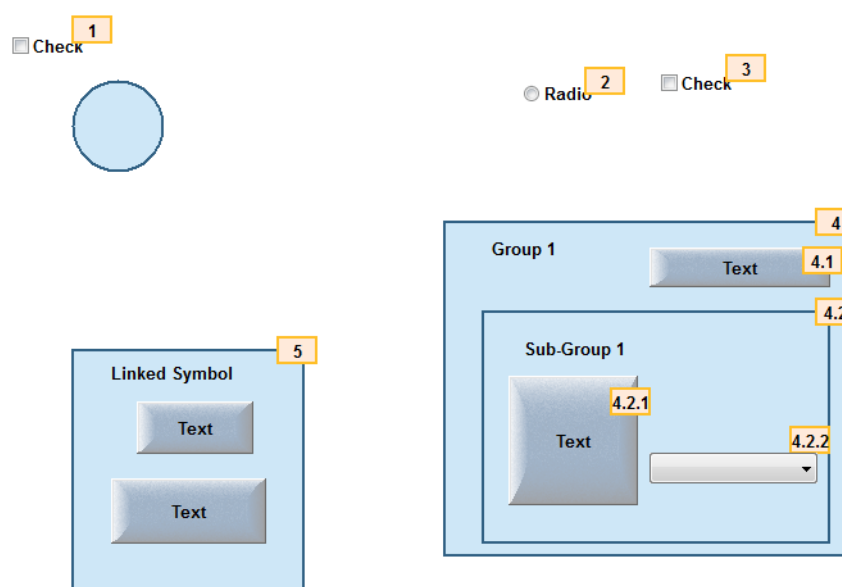 1
Check
2
Radio
3
Check
4
Group 1
Text
4.1
4.2
Sub-Group 1
4.2.1
Text
4.2.2
5
Linked Symbol
Text
Text